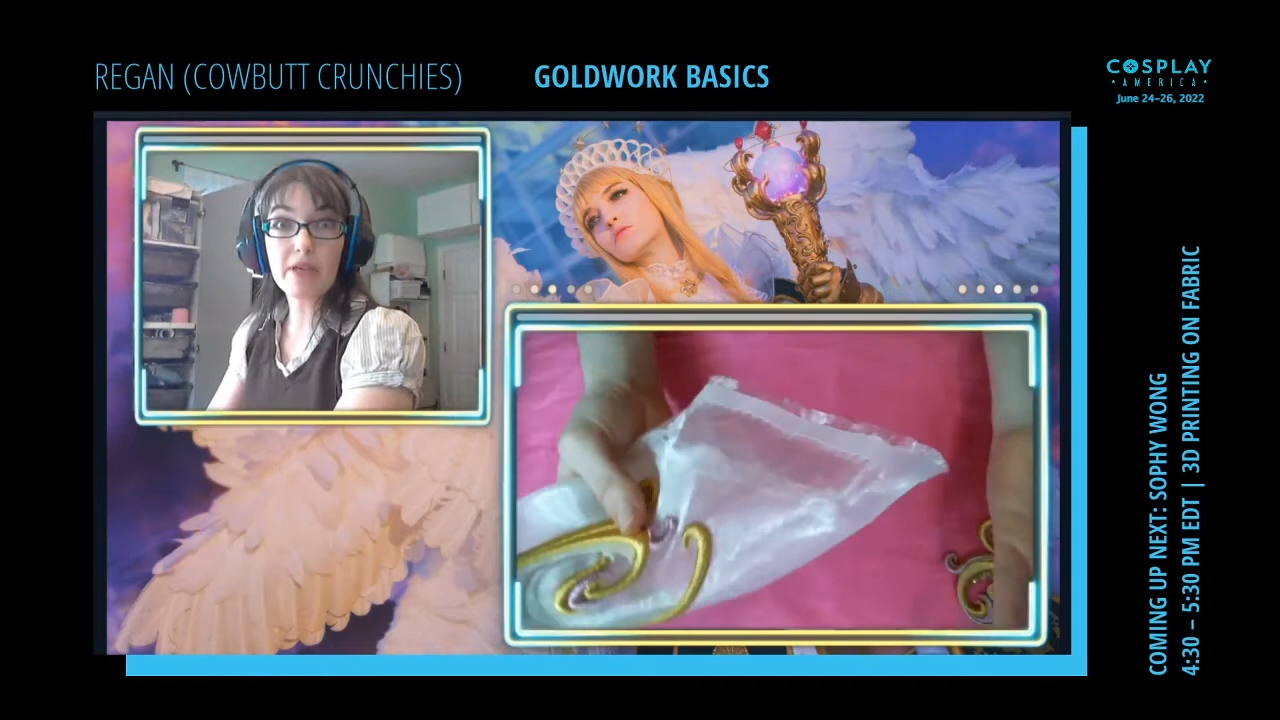 REGAN (COWBUTT CRUNCHIES)
GOLDWORK BASICS
COSPLAY
AMERICA
June 24-26, 2022
COMING UP NEXT: SOPHY WONG
4:30 – 5:30 PM EDT | 3D PRINTING ON FABRIC